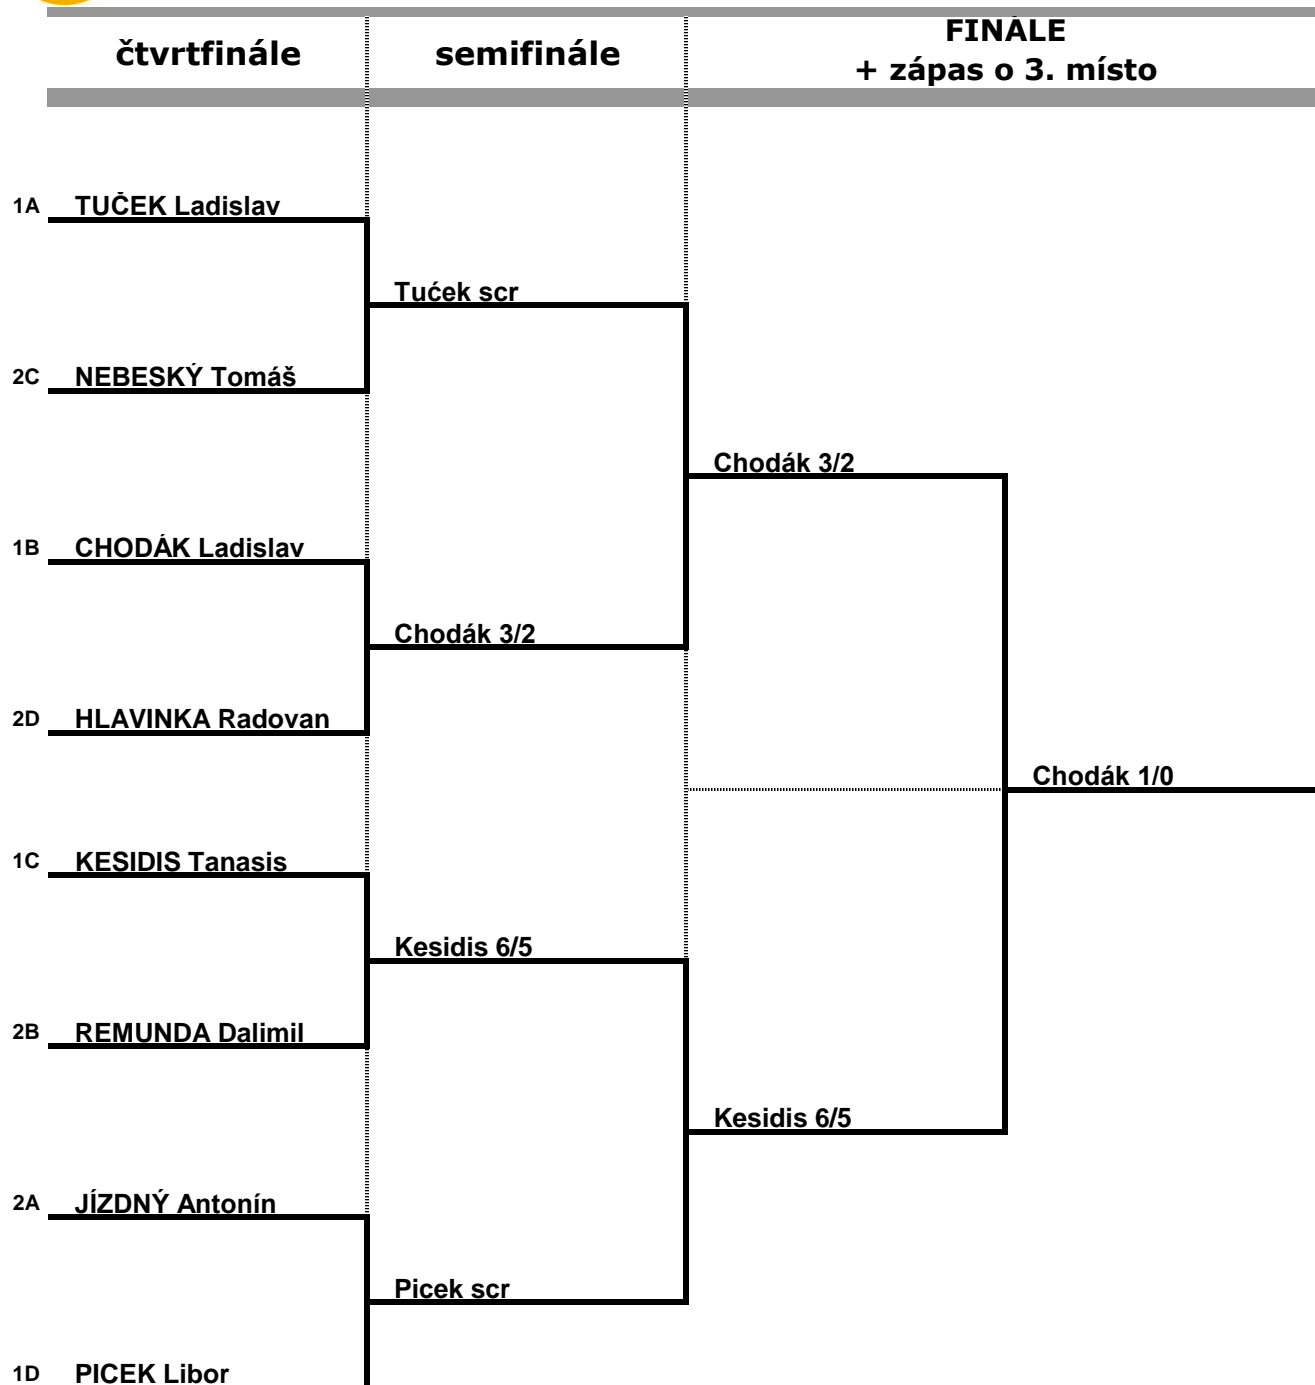 čtvrtfinále
semifinále
FINÁLE
+ zápas o 3. místo
1A TUČEK Ladislav
Tućek scr
2C NEBESKÝ Tomáš
Chodák 3/2
1B CHODÁK Ladislav
Chodák 3/2
2D HLAVINKA Radovan
Chodák 1/0
1C KESIDIS Tanasis
Kesidis 6/5
2B REMUNDA Dalimil
Kesidis 6/5
2A JÍZDNÝ Antonín
Picek scr
1D PICEK Libor